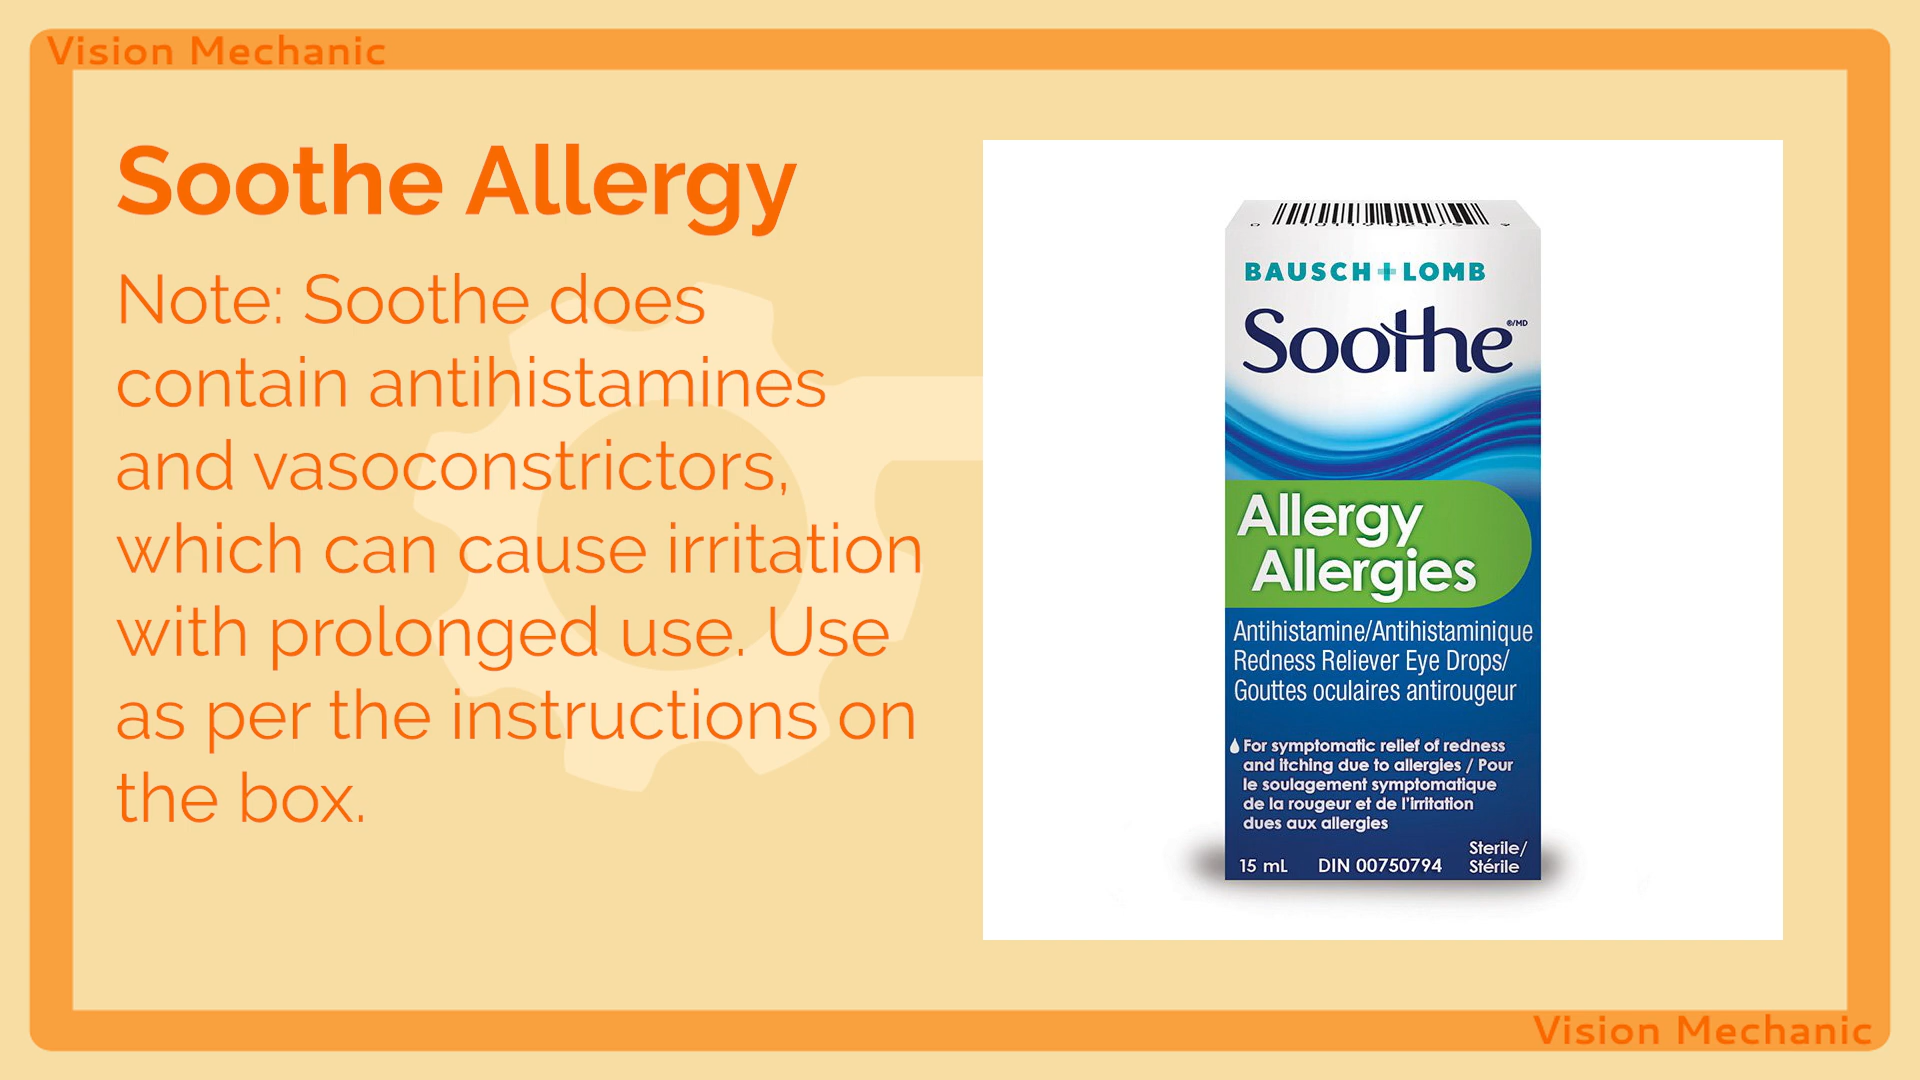 Vision Mechanic
Soothe Allergy
Note: Soothe does
contain antihistamines
and vasoconstrictors,
which can cause irritation
with prolonged use. Use
as per the instructions on
the box.
BAUSCH + LOMB
Soothe®/MD
Allergy
Allergies
Antihistamine/Antihistaminique
Redness Reliever Eye Drops/
Gouttes oculaires antirougeur
For symptomatic relief of redness
and itching due to allergies / Pour
le soulagement symptomatique
de la rougeur et de l'irritation
dues aux allergies
15 mL DIN 00750794 Sterile/
Stérile
Vision Mechanic